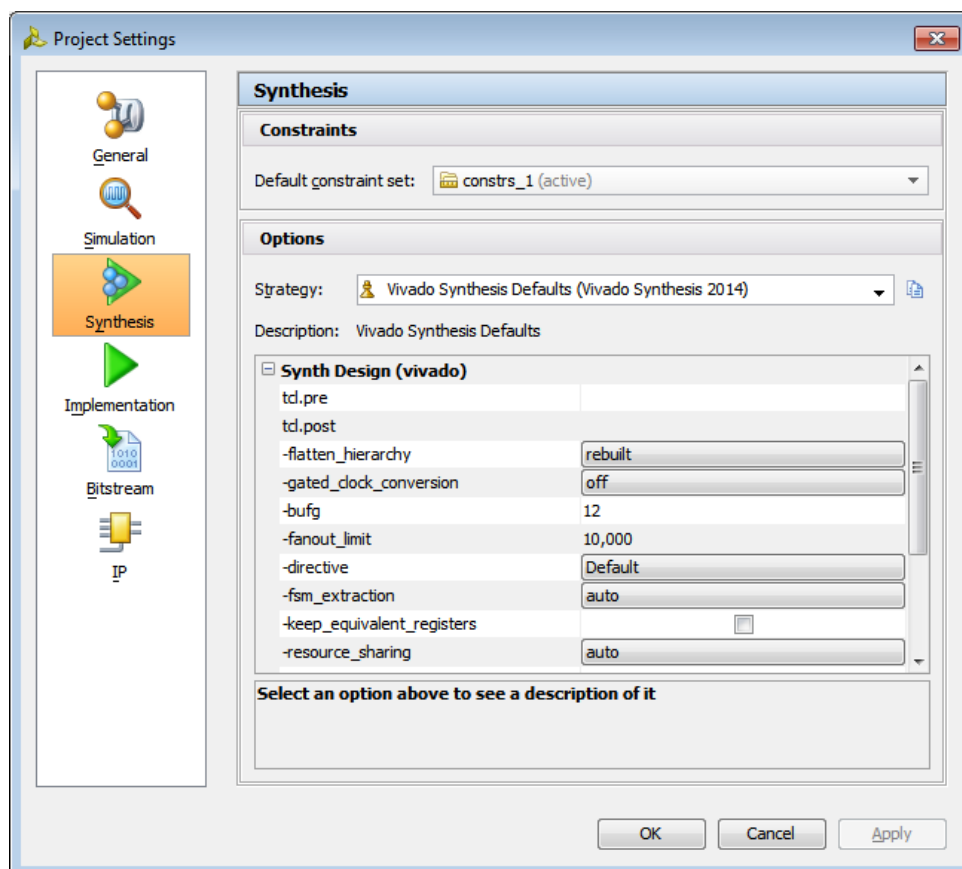 Project Settings
General
Simulation
Synthesis
Implementation
Bitstream
IP
Synthesis
Constraints
Default constraint set: constrs_1 (active)
Options
Strategy: Vivado Synthesis Defaults (Vivado Synthesis 2014)
Description: Vivado Synthesis Defaults
Synth Design (vivado)
tcl.pre
tcl.post
-flatten_hierarchy rebuilt
-gated_clock_conversion off
-bufg 12
-fanout_limit 10,000
-directive Default
-fsm_extraction auto
-keep_equivalent_registers
-resource_sharing auto
Select an option above to see a description of it
OK Cancel Apply